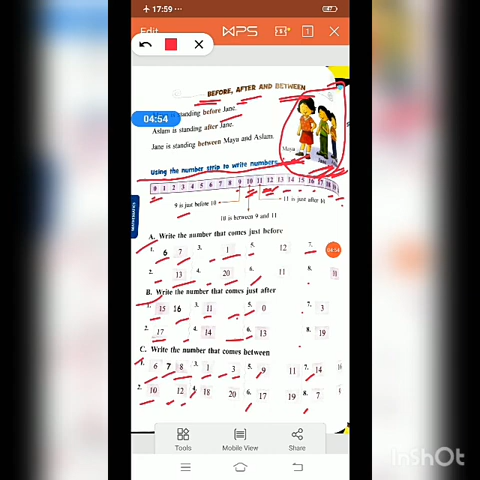 17:59
47
Edit
WPS
1
BEFORE, AFTER AND BETWEEN
04:54
is standing before Jane.
Aslam is standing after Jane.
Jane is standing between Maya and Aslam.
Maya
Using the number strip to write numbers
0 1 2 3 4 5 6 7 8 9 10 11 12 13 14 15 16 17 18
9 is just before 10
11 is just after 10
10 is between 9 and 11
MATHEMATICS
04:54
A. Write the number that comes just before
1. 6 7 3. 1 5. 12 7.
2. 13 4. 20 6. 11 8.
B. Write the number that comes just after
1. 15 16 3. 11 5. 0 7. 3
2. 17 4. 14 6. 13 8. 19
C. Write the number that comes between
1. 6 7 8 3. 1 3 5. 9 11 7. 14
2. 10 12 4. 18 20 6. 17 19 8. 7
Tools
Mobile View
Share
InShOt